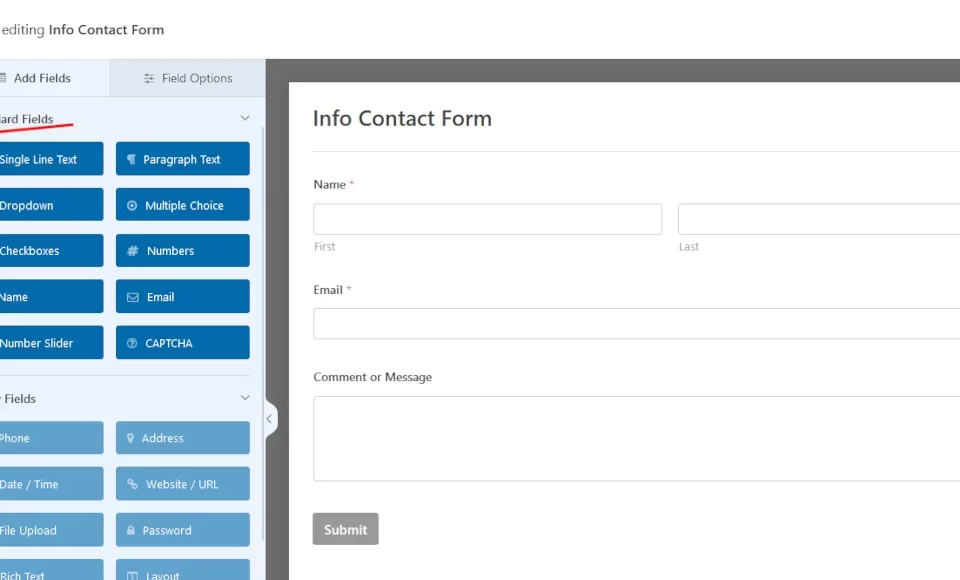 editing Info Contact Form
Add Fields
Field Options
ard Fields
Single Line Text
Paragraph Text
Dropdown
Multiple Choice
Checkboxes
Numbers
Name
Email
Number Slider
CAPTCHA
Fields
Phone
Address
Date / Time
Website / URL
File Upload
Password
Rich Text
Layout
Info Contact Form
Name *
First
Last
Email *
Comment or Message
Submit